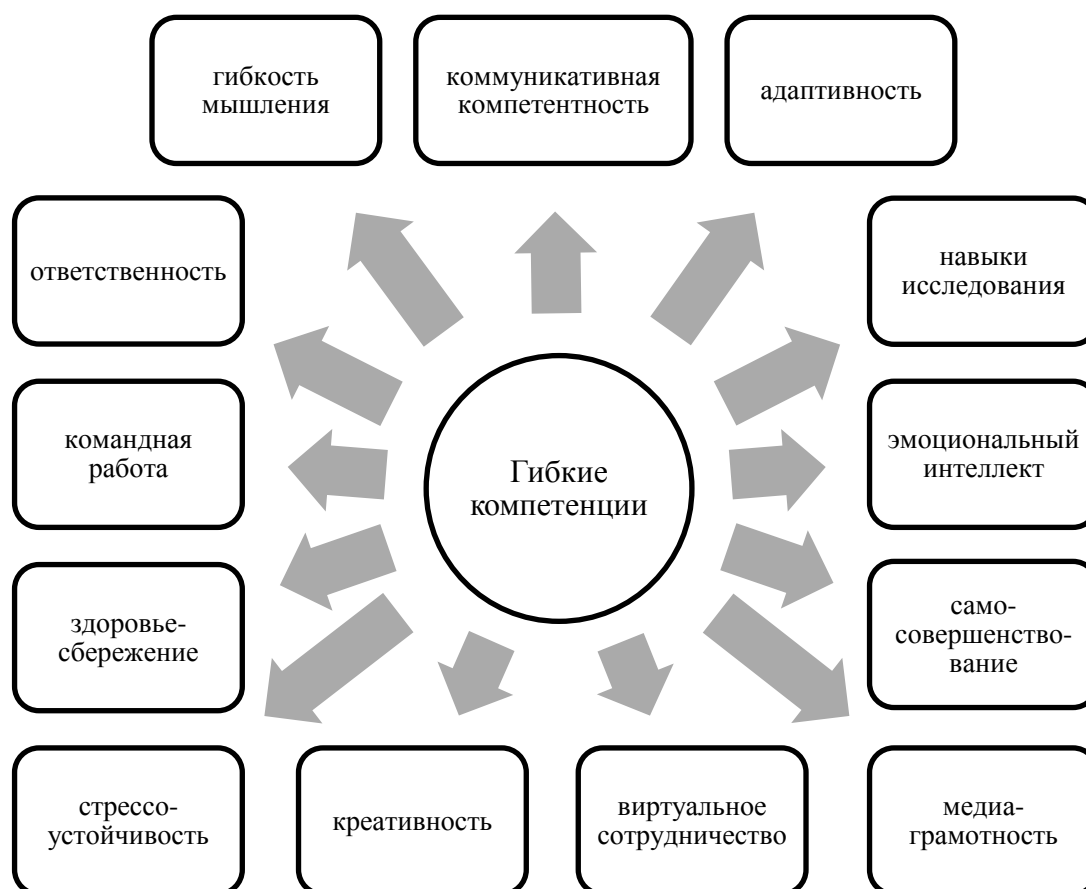 гибкость
мышления
коммуникативная
компетентность
адаптивность
ответственность
навыки
исследования
командная
работа
Гибкие
компетенции
эмоциональный
интеллект
здоровье-
сбережение
само-
совершенство-
вание
стрессо-
устойчивость
креативность
виртуальное
сотрудничество
медиа-
грамотность